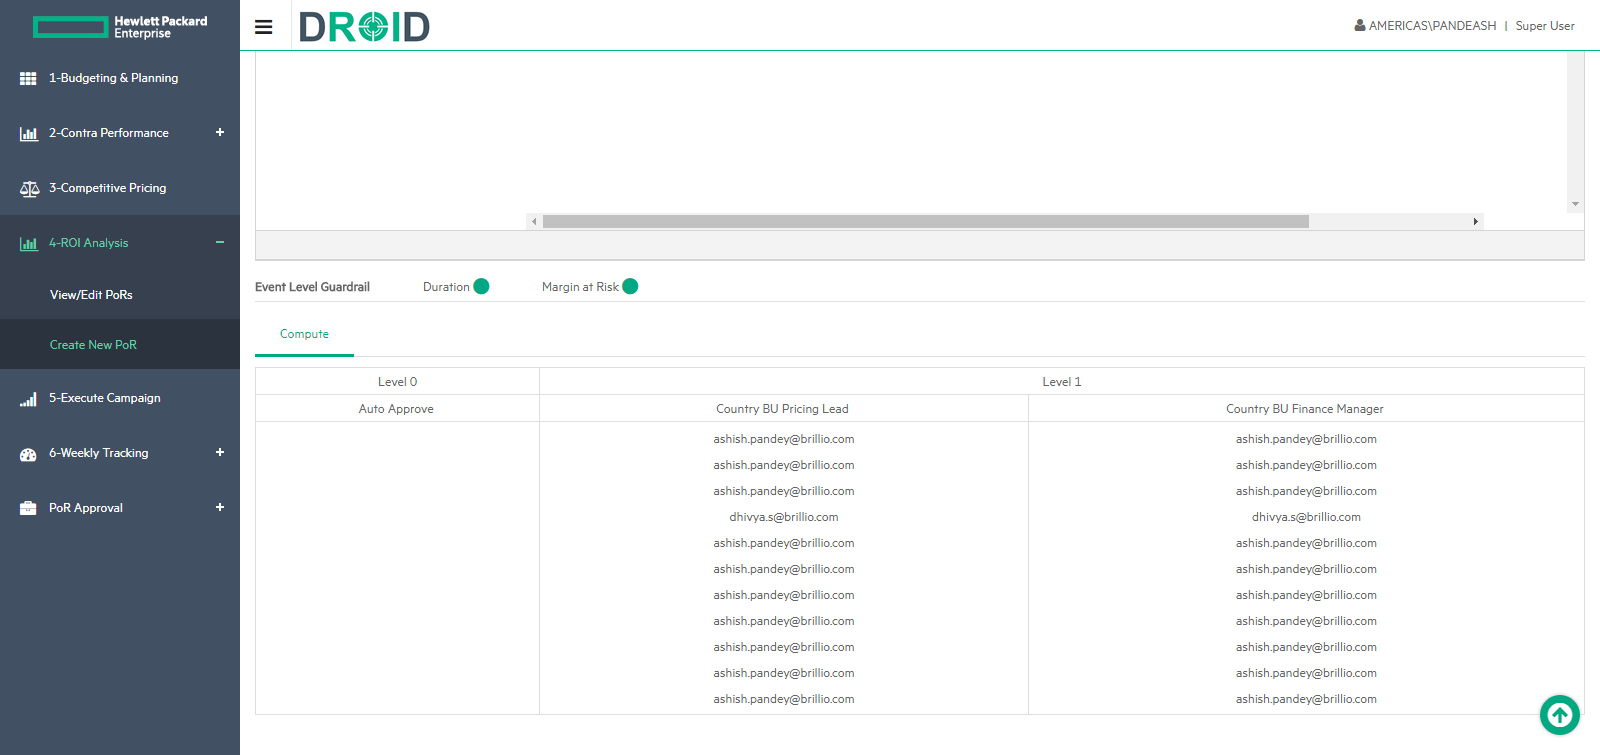 Hewlett Packard
Enterprise
DROID
AMERICAS\PANDEASH | Super User
1-Budgeting & Planning
2-Contra Performance +
3-Competitive Pricing
4-ROI Analysis −
View/Edit PoRs
Create New PoR
5-Execute Campaign
6-Weekly Tracking +
PoR Approval +
Event Level Guardrail Duration Margin at Risk
Compute
Level 0 Level 1
Auto Approve Country BU Pricing Lead Country BU Finance Manager
ashish.pandey@brillio.com ashish.pandey@brillio.com
ashish.pandey@brillio.com ashish.pandey@brillio.com
ashish.pandey@brillio.com ashish.pandey@brillio.com
dhivya.s@brillio.com dhivya.s@brillio.com
ashish.pandey@brillio.com ashish.pandey@brillio.com
ashish.pandey@brillio.com ashish.pandey@brillio.com
ashish.pandey@brillio.com ashish.pandey@brillio.com
ashish.pandey@brillio.com ashish.pandey@brillio.com
ashish.pandey@brillio.com ashish.pandey@brillio.com
ashish.pandey@brillio.com ashish.pandey@brillio.com
ashish.pandey@brillio.com ashish.pandey@brillio.com